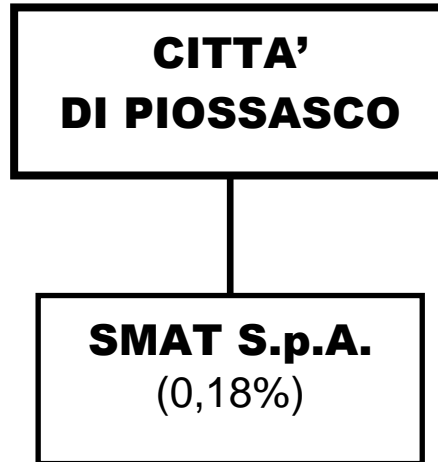 CITTA’
DI PIOSSASCO
SMAT S.p.A.
(0,18%)